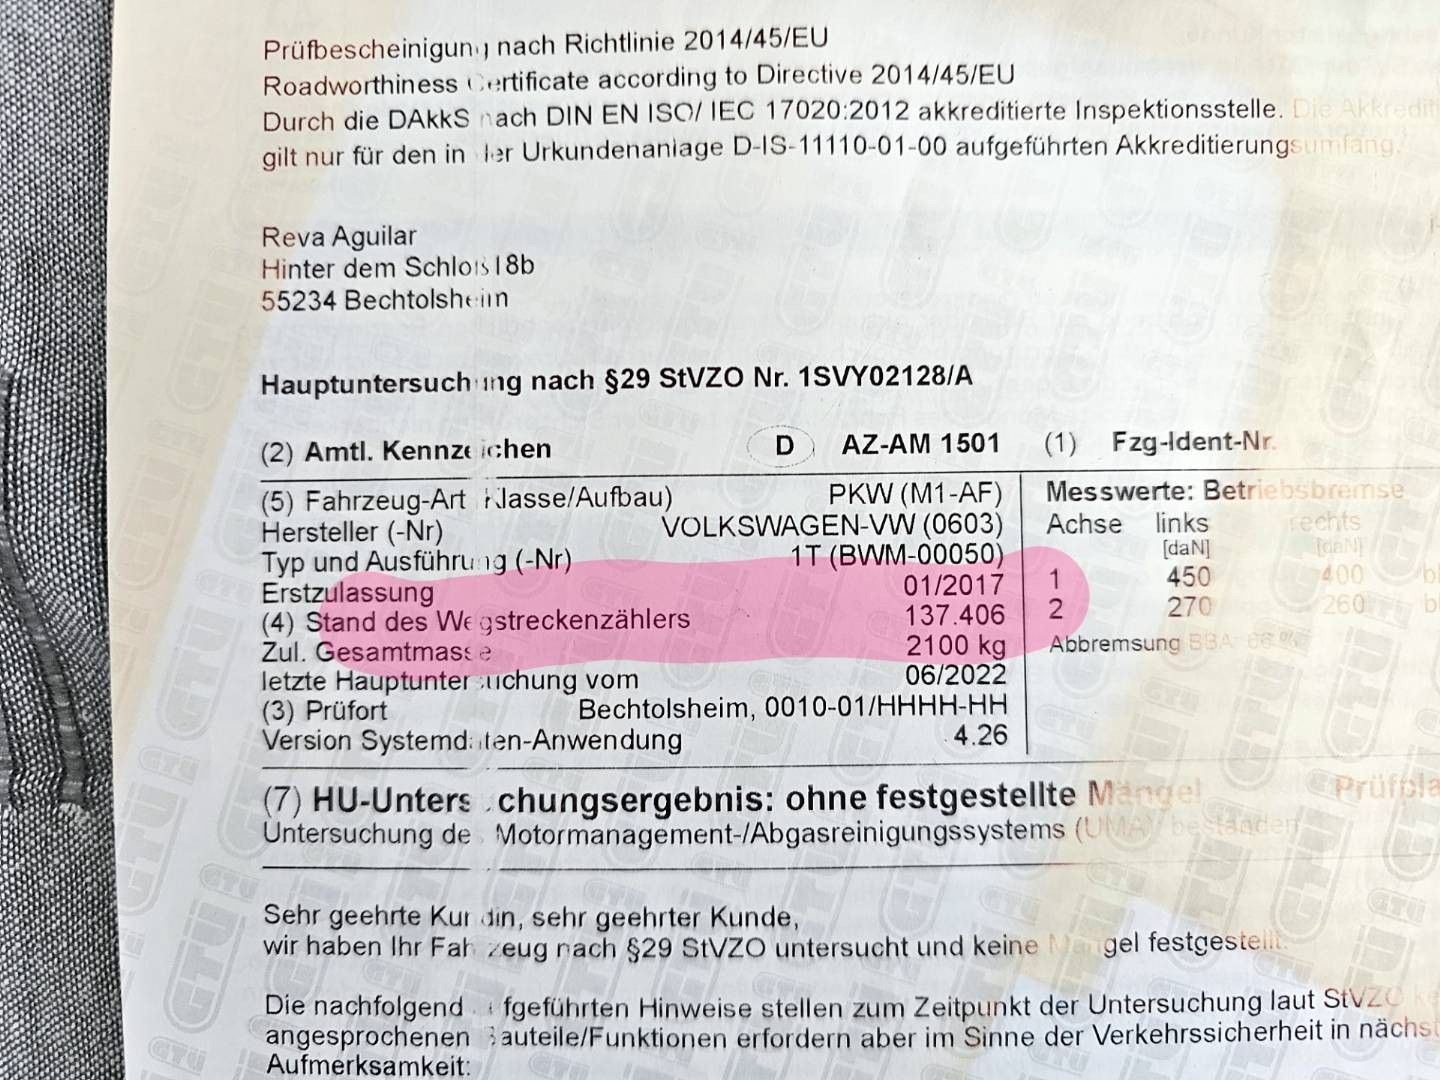 Prüfbescheinigung nach Richtlinie 2014/45/EU
Roadworthiness Certificate according to Directive 2014/45/EU
Durch die DAkkS nach DIN EN ISO/ IEC 17020:2012 akkreditierte Inspektionsstelle. Die Akkredit
gilt nur für den in der Urkundenanlage D-IS-11110-01-00 aufgeführten Akkreditierungsumfang.
Reva Aguilar
Hinter dem Schloß 18b
55234 Bechtolsheim
Hauptuntersuchung nach §29 StVZO Nr. 1SVY02128/A
(2) Amtl. Kennzeichen D AZ-AM 1501 (1) Fzg-Ident-Nr.
(5) Fahrzeug-Art Klasse/Aufbau) PKW (M1-AF) Messwerte: Betriebsbremse
Hersteller (-Nr) VOLKSWAGEN-VW (0603) Achse links rechts
[daN] [daN]
Typ und Ausführung (-Nr) 1T (BWM-00050)
Erstzulassung 01/2017 1 450 400 bl
(4) Stand des Wegstreckenzählers 137.406 2 270 260 bl
Zul. Gesamtmasse 2100 kg Abbremsung BBA 66 %
letzte Hauptuntersuchung vom 06/2022
(3) Prüfort Bechtolsheim, 0010-01/HHHH-HH
Version Systemdaten-Anwendung 4.26
(7) HU-Untersuchungsergebnis: ohne festgestellte Mängel Prüfpla
Untersuchung des Motormanagement-/Abgasreinigungssystems (UMA) bestanden
Sehr geehrte Kundin, sehr geehrter Kunde,
wir haben Ihr Fahrzeug nach §29 StVZO untersucht und keine Mängel festgestellt.
Die nachfolgend aufgeführten Hinweise stellen zum Zeitpunkt der Untersuchung laut StVZO ke
angesprochenen Bauteile/Funktionen erfordern aber im Sinne der Verkehrssicherheit in nächst
Aufmerksamkeit: